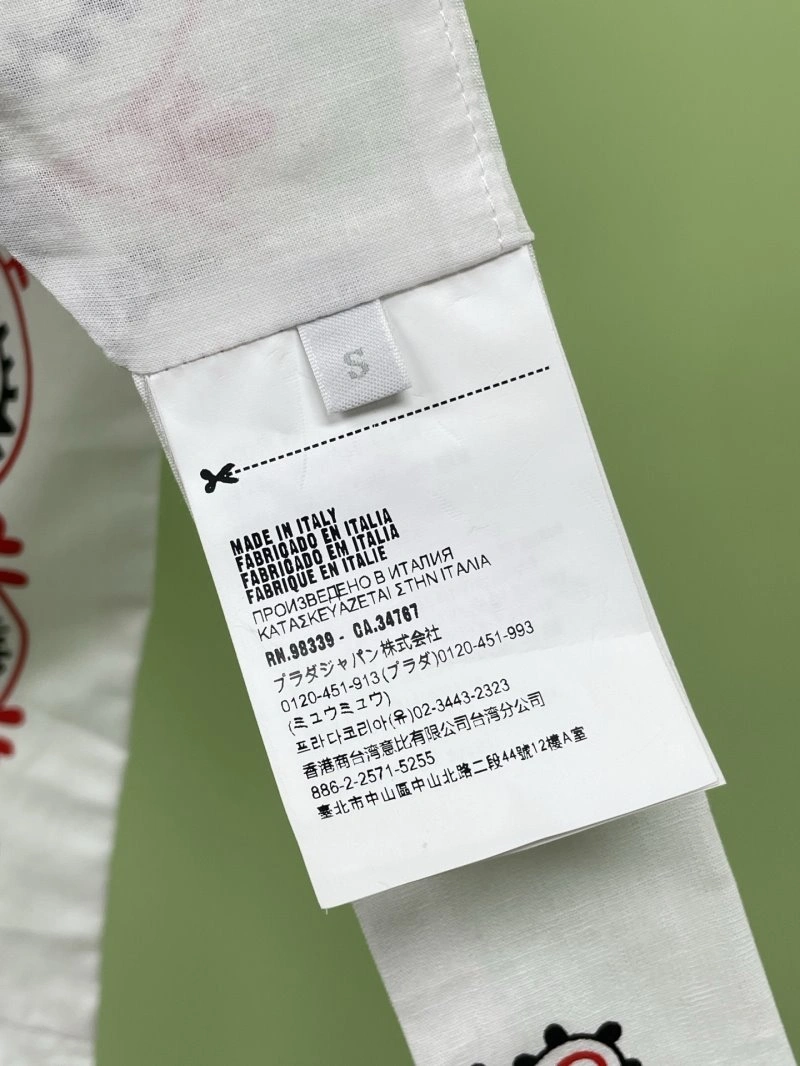 S
MADE IN ITALY
FABRICADO EN ITALIA
FABRICADO EM ITALIA
FABRIQUE EN ITALIE
ПРОИЗВЕДЕНО В ИТАЛИЯ
ΚΑΤΑΣΚΕΥΑΖΕΤΑΙ ΣΤΗΝ ΙΤΑΛΙΑ
RN.98339 - CA.34767
プラダジャパン株式会社
0120-451-913(プラダ)0120-451-993
(ミュウミュウ)
프라다코리아(유)02-3443-2323
香港商台湾意比有限公司台湾分公司
886-2-2571-5255
臺北市中山區中山北路二段44號12樓A室